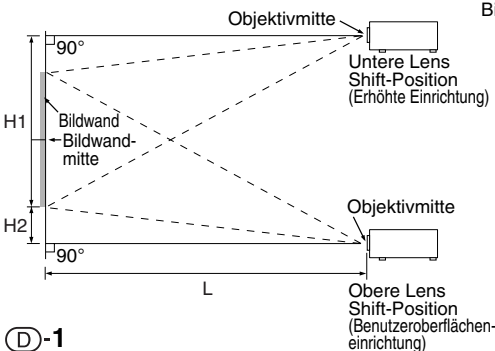 Objektivmitte
Bl
90°
Untere Lens
Shift-Position
(Erhöhte Einrichtung)
H1
Bildwand
Bildwand-
mitte
H2
Objektivmitte
90°
L
Obere Lens
Shift-Position
(Benutzeroberflächen-
einrichtung)
D-1